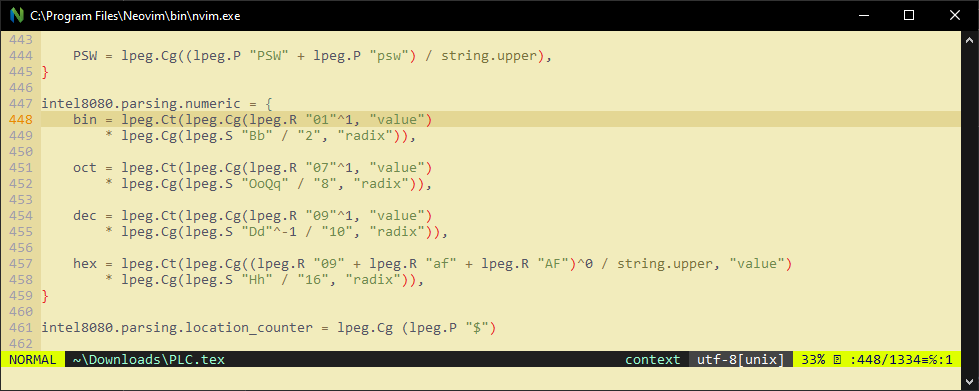 C:\Program Files\Neovim\bin\nvim.exe
443
444     PSW = lpeg.Cg((lpeg.P "PSW" + lpeg.P "psw") / string.upper),
445 }
446
447 intel8080.parsing.numeric = {
448     bin = lpeg.Ct(lpeg.Cg(lpeg.R "01"^1, "value")
449         * lpeg.Cg(lpeg.S "Bb" / "2", "radix")),
450
451     oct = lpeg.Ct(lpeg.Cg(lpeg.R "07"^1, "value")
452         * lpeg.Cg(lpeg.S "OoQq" / "8", "radix")),
453
454     dec = lpeg.Ct(lpeg.Cg(lpeg.R "09"^1, "value")
455         * lpeg.Cg(lpeg.S "Dd"^-1 / "10", "radix")),
456
457     hex = lpeg.Ct(lpeg.Cg((lpeg.R "09" + lpeg.R "af" + lpeg.R "AF")^0 / string.upper, "value")
458         * lpeg.Cg(lpeg.S "Hh" / "16", "radix")),
459 }
460
461 intel8080.parsing.location_counter = lpeg.Cg (lpeg.P "$")
462
NORMAL ~\Downloads\PLC.tex context utf-8[unix] 33% :448/1334≡%:1